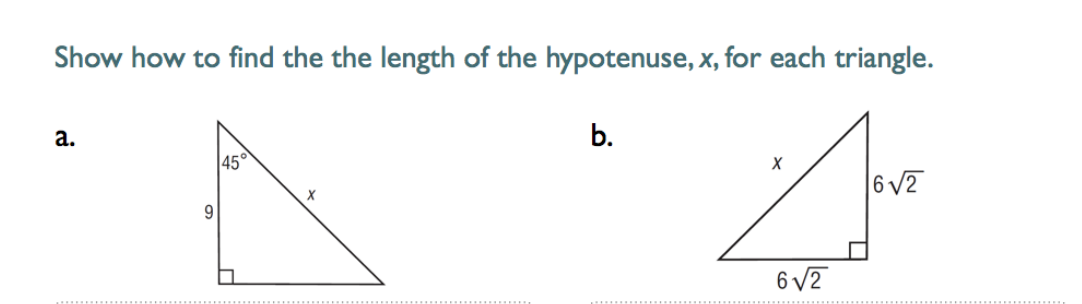 Show how to find the the length of the hypotenuse, x, for each triangle.
a.
b.
45°
x
9
x
6√2
6√2